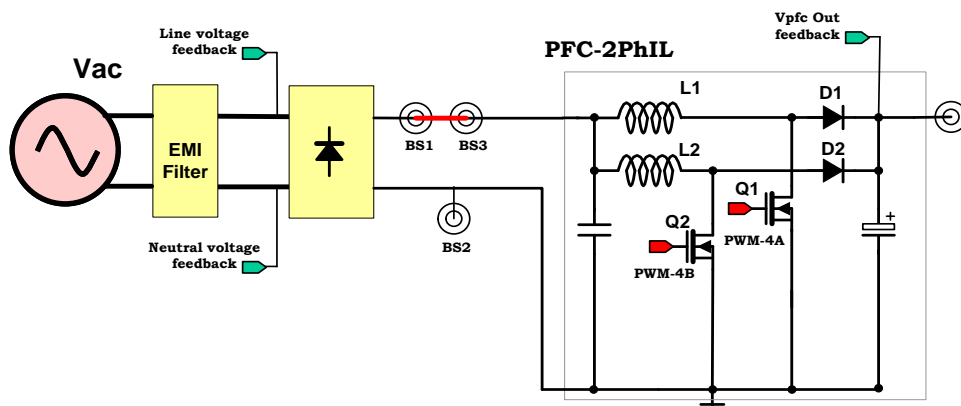 Line voltage
feedback
Vpfc Out
feedback
PFC-2PhIL
Vac
L1
D1
EMI
Filter
BS1
BS3
L2
D2
Q1
Q2
PWM-4A
BS2
PWM-4B
Neutral voltage
feedback
+